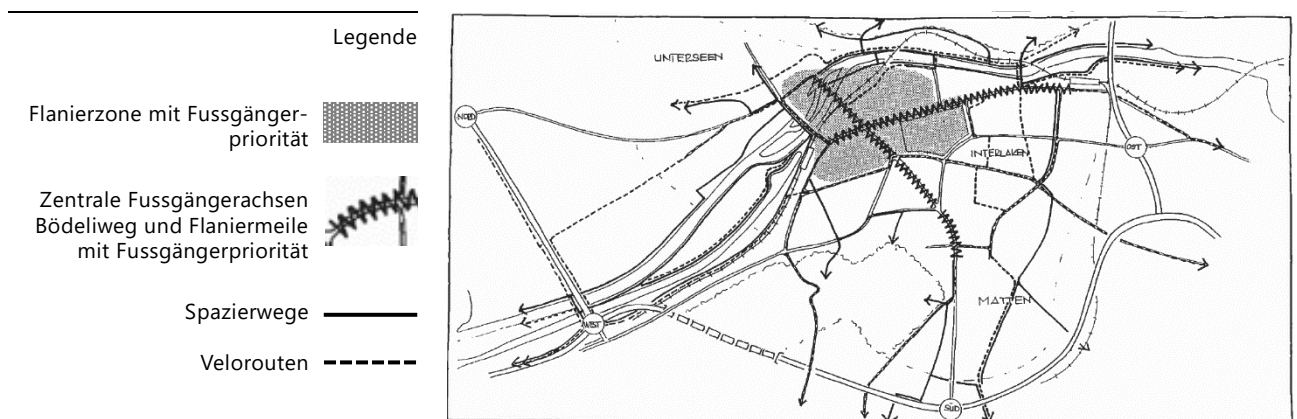 Legende
Flanierzone mit Fussgänger-
priorität
Zentrale Fussgängerachsen
Bödeliweg und Flaniermeile
mit Fussgängerpriorität
Spazierwege
Velorouten
UNTERSEEN
NORD
OST
INTERLAKEN
MATTEN
WEST
SÜD